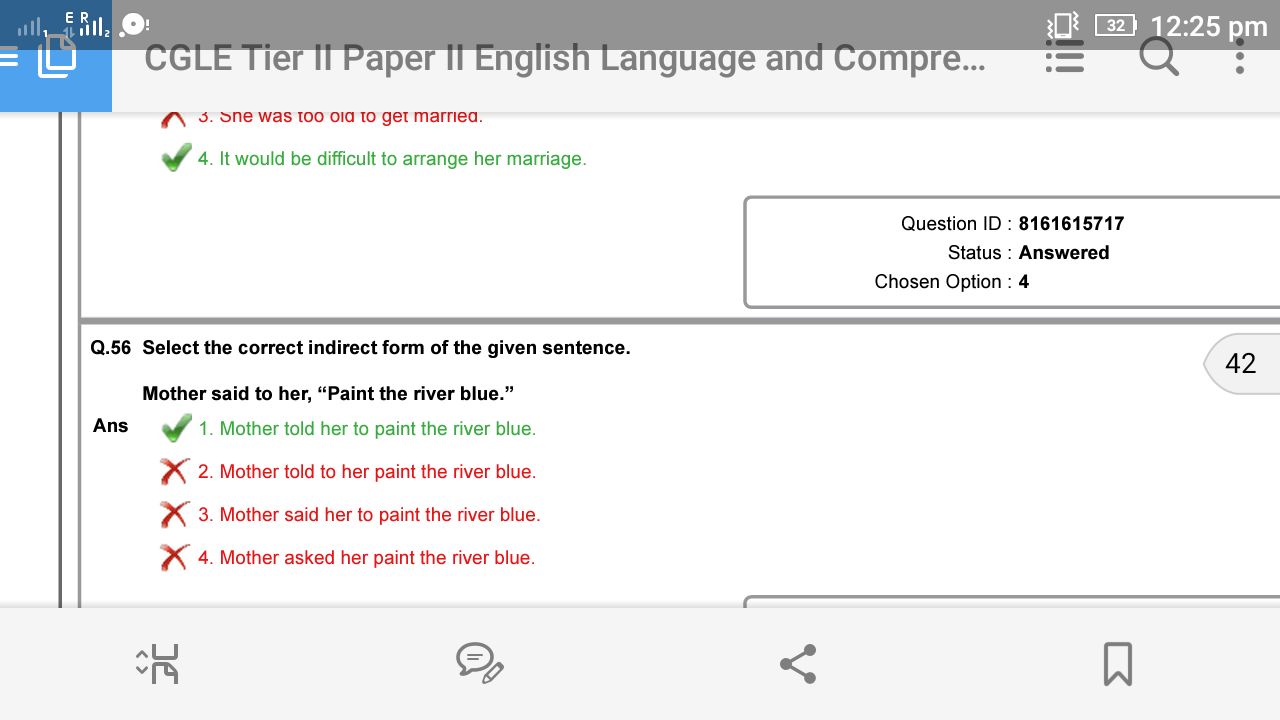 E R
1
2
32
12:25 pm
CGLE Tier II Paper II English Language and Compre...
3. She was too old to get married.
4. It would be difficult to arrange her marriage.
Question ID : 8161615717
Status : Answered
Chosen Option : 4
Q.56 Select the correct indirect form of the given sentence.
42
Mother said to her, “Paint the river blue.”
Ans
1. Mother told her to paint the river blue.
2. Mother told to her paint the river blue.
3. Mother said her to paint the river blue.
4. Mother asked her paint the river blue.